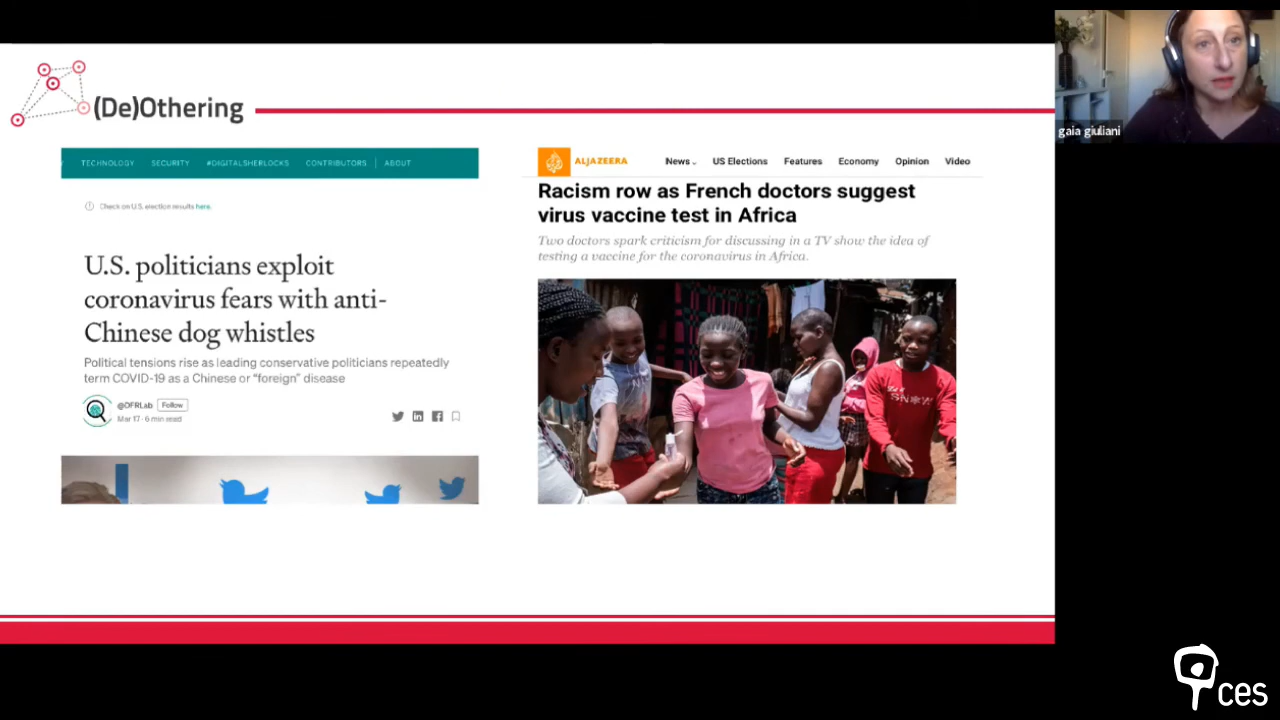 (De)Othering
TECHNOLOGY SECURITY #DIGITALSHERLOCKS CONTRIBUTORS ABOUT
Check on U.S. election results here.
U.S. politicians exploit
coronavirus fears with anti-
Chinese dog whistles
Political tensions rise as leading conservative politicians repeatedly
term COVID-19 as a Chinese or “foreign” disease
@DFRLab Follow
Mar 17 · 6 min read
ALJAZEERA News US Elections Features Economy Opinion Video
Racism row as French doctors suggest
virus vaccine test in Africa
Two doctors spark criticism for discussing in a TV show the idea of
testing a vaccine for the coronavirus in Africa.
SNOW
gaia giuliani
ces